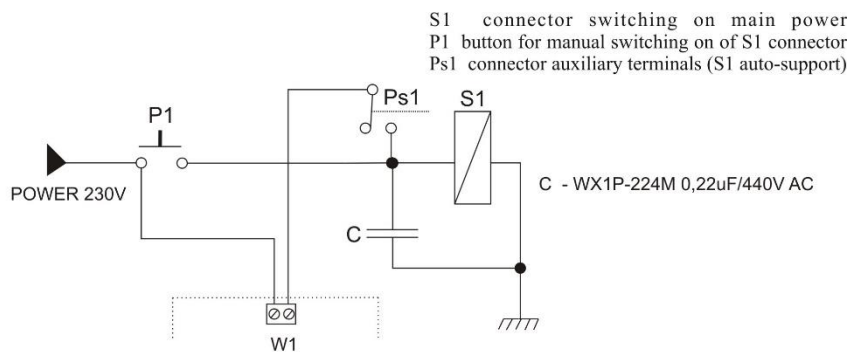 S1 connector switching on main power
P1 button for manual switching on of S1 connector
Ps1 connector auxiliary terminals (S1 auto-support)
P1
Ps1
S1
POWER 230V
C - WX1P-224M 0,22uF/440V AC
C
W1